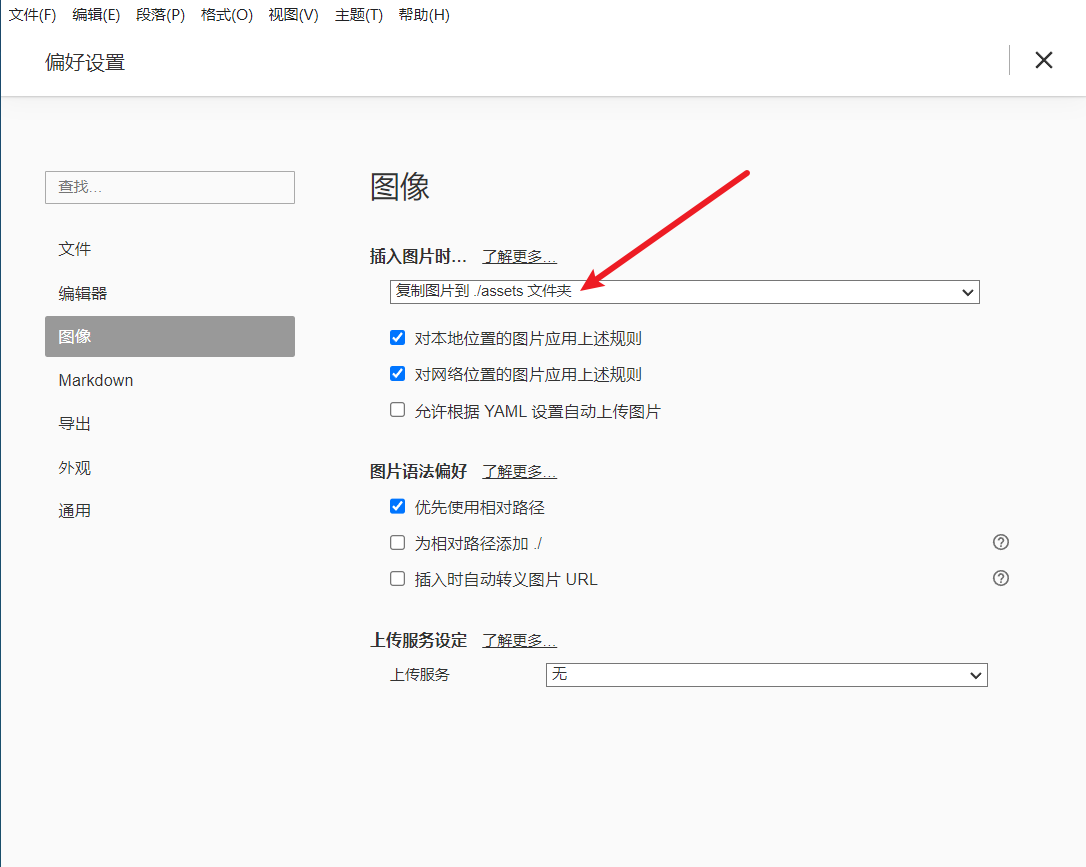 文件(F) 编辑(E) 段落(P) 格式(O) 视图(V) 主题(T) 帮助(H)
偏好设置
查找...
文件
编辑器
图像
Markdown
导出
外观
通用
图像
插入图片时... 了解更多...
复制图片到 ./assets 文件夹
对本地位置的图片应用上述规则
对网络位置的图片应用上述规则
允许根据 YAML 设置自动上传图片
图片语法偏好 了解更多...
优先使用相对路径
为相对路径添加 ./
插入时自动转义图片 URL
上传服务设定 了解更多...
上传服务 无